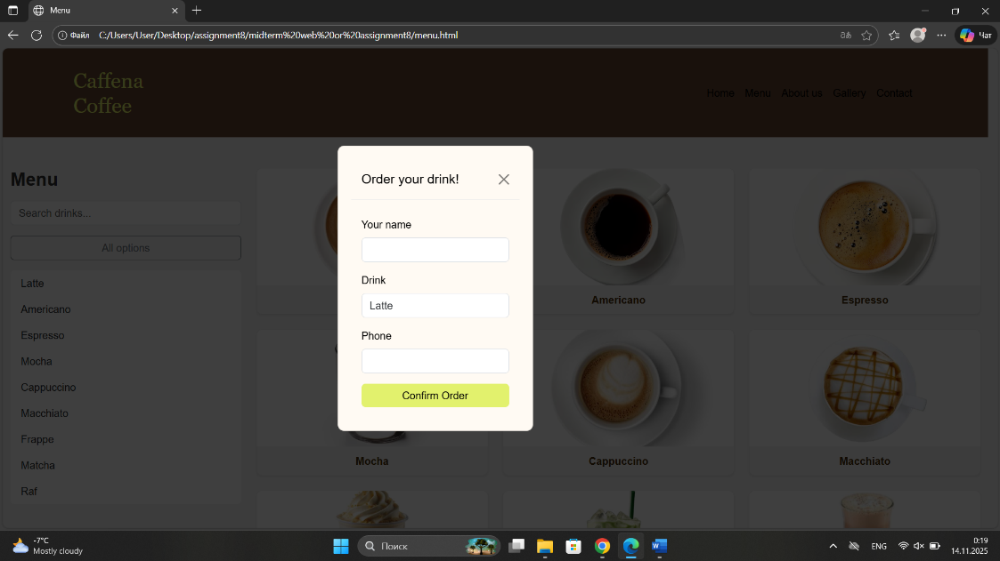 Menu
Файл
C:/Users/User/Desktop/assignment8/midterm%20web%20or%20assignment8/menu.html
aあ
Чат
Caffena
Coffee
Home Menu About us Gallery Contact
Menu
Search drinks...
All options
Latte
Americano
Espresso
Mocha
Cappuccino
Macchiato
Frappe
Matcha
Raf
Order your drink!
Your name
Drink
Latte
Phone
Confirm Order
Americano
Espresso
Mocha
Cappuccino
Macchiato
-7°C
Mostly cloudy
Поиск
ENG
0:19
14.11.2025